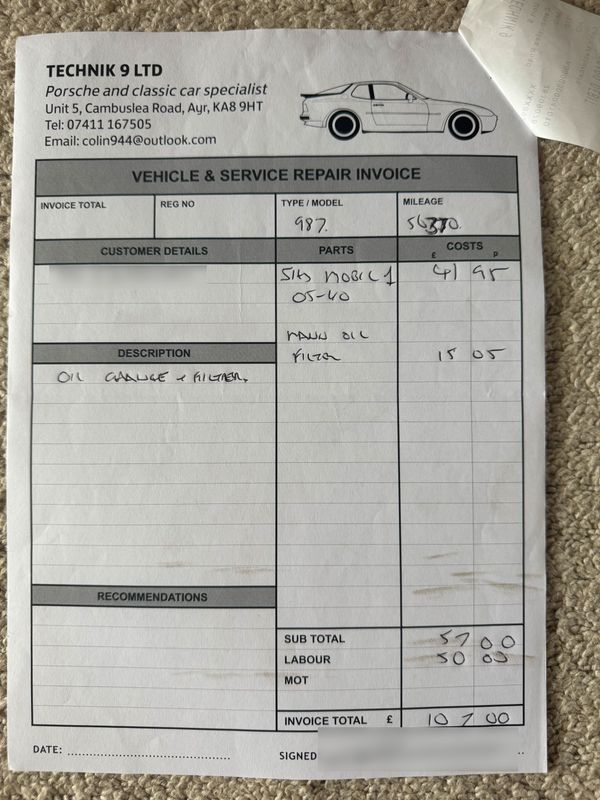 TECHNIK 9 LTD
Porsche and classic car specialist
Unit 5, Cambuslea Road, Ayr, KA8 9HT
Tel: 07411 167505
Email: colin944@outlook.com
VEHICLE & SERVICE REPAIR INVOICE
INVOICE TOTAL REG NO TYPE / MODEL MILEAGE
987.
CUSTOMER DETAILS PARTS COSTS
£ P
MOBIL 1 41 95
05-40
MANN OIL
DESCRIPTION FILTER 15 05
OIL CHANGE + FILTER.
RECOMMENDATIONS
SUB TOTAL 57 00
LABOUR 50 00
MOT
INVOICE TOTAL £ 107 00
DATE:
SIGNED